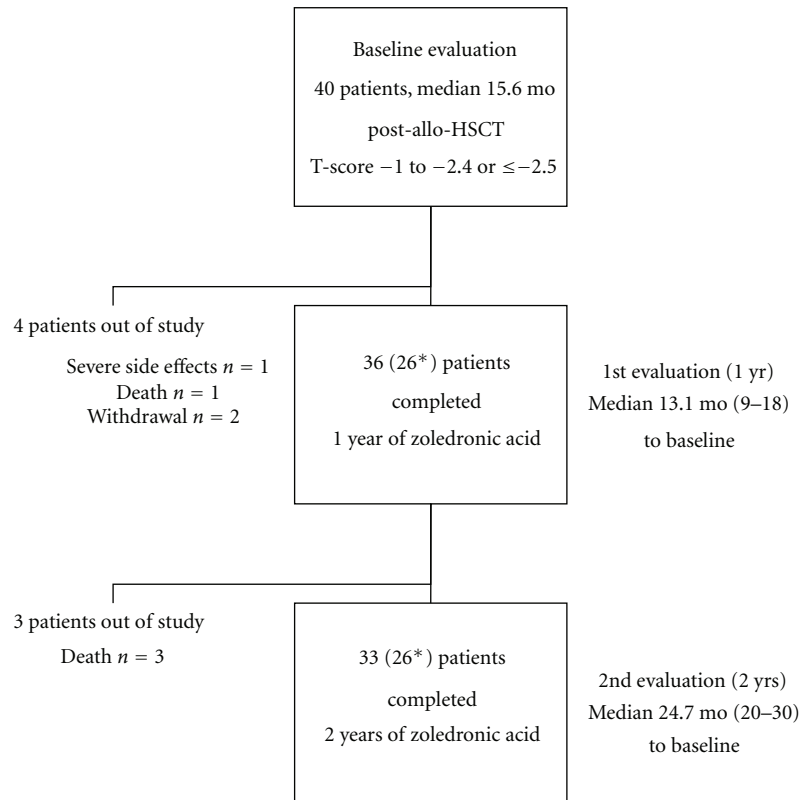 Baseline evaluation
40 patients, median 15.6 mo
post-allo-HSCT
T-score −1 to −2.4 or ≤−2.5
4 patients out of study
Severe side effects n = 1
Death n = 1
Withdrawal n = 2
36 (26*) patients
completed
1 year of zoledronic acid
1st evaluation (1 yr)
Median 13.1 mo (9–18)
to baseline
3 patients out of study
Death n = 3
33 (26*) patients
completed
2 years of zoledronic acid
2nd evaluation (2 yrs)
Median 24.7 mo (20–30)
to baseline